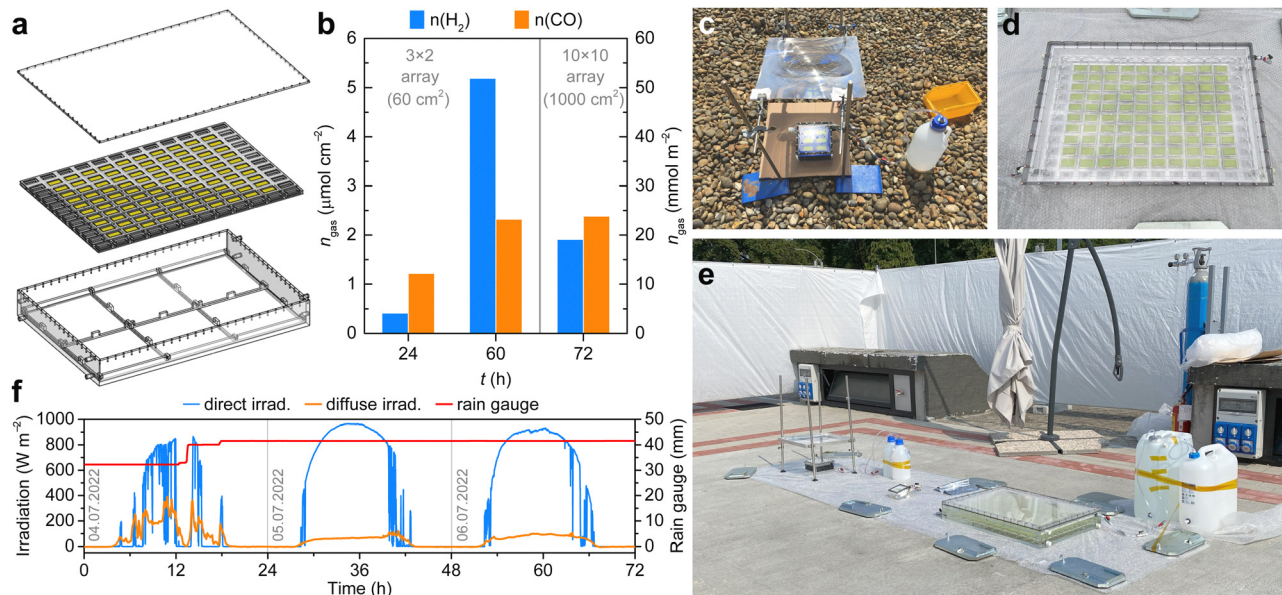 a
b
n(H₂)
n(CO)
6
5
4
3
2
1
0
n_gas (µmol cm⁻²)
3×2
array
(60 cm²)
10×10
array
(1000 cm²)
60
50
40
30
20
10
0
n_gas (mmol m⁻²)
24
60
72
t (h)
c
d
e
f
direct irrad.
diffuse irrad.
rain gauge
1000
800
600
400
200
0
Irradiation (W m⁻²)
04.07.2022
05.07.2022
06.07.2022
50
40
30
20
10
0
Rain gauge (mm)
0
12
24
36
48
60
72
Time (h)